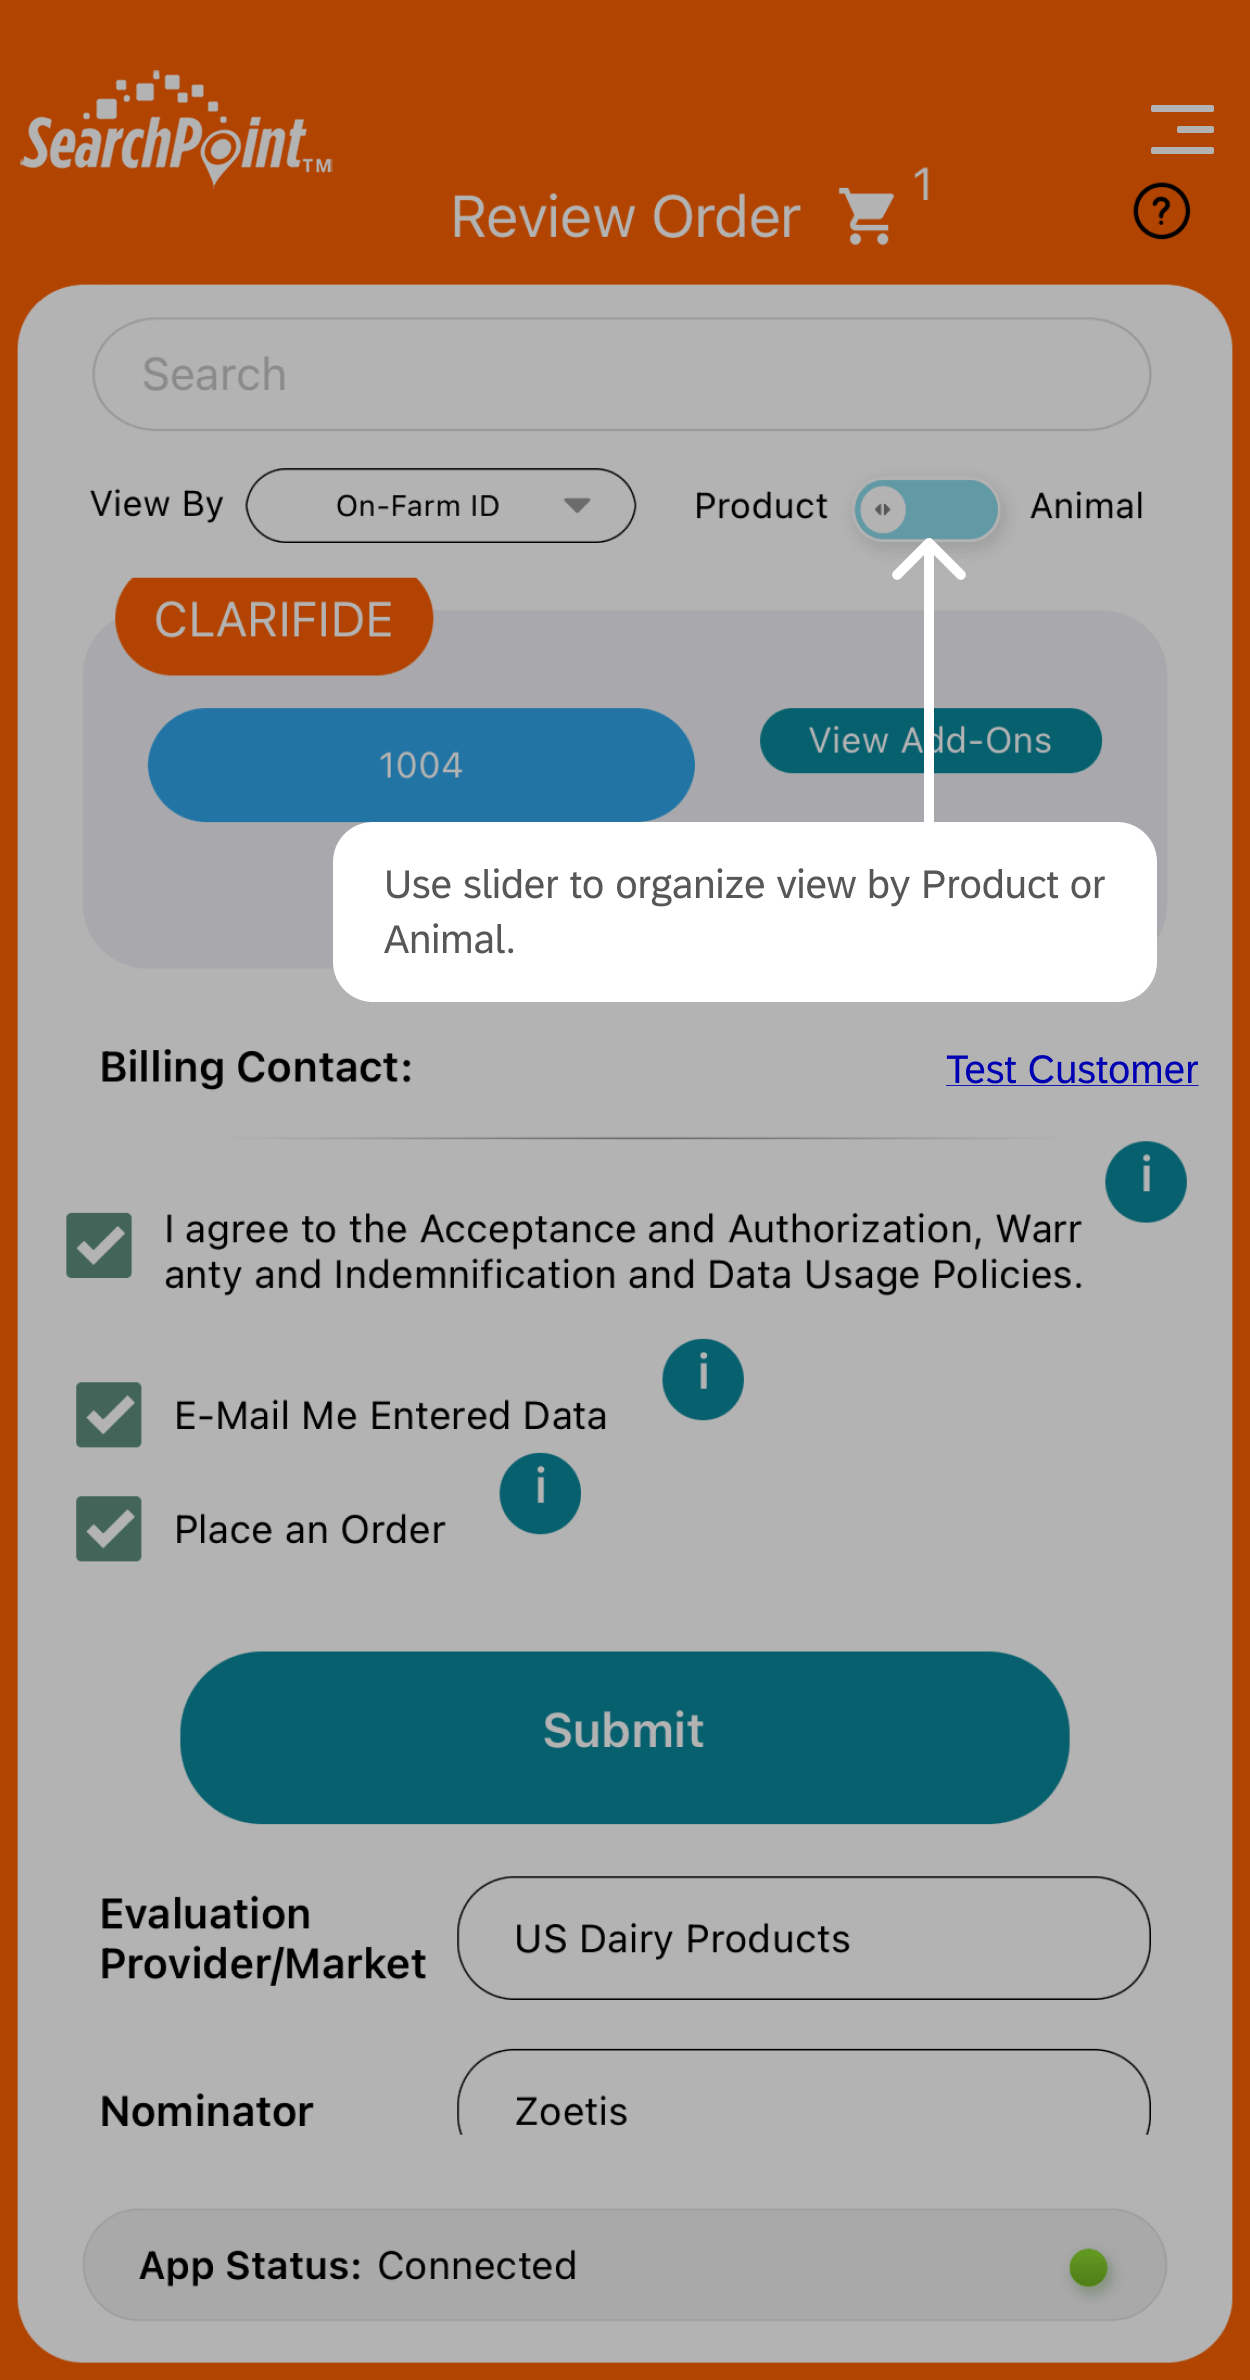 SearchPoint™
1
Review Order
?
Search
View By
On-Farm ID
Product
Animal
CLARIFIDE
1004
View Add-Ons
Use slider to organize view by Product or
Animal.
Billing Contact:
Test Customer
i
I agree to the Acceptance and Authorization, Warr
anty and Indemnification and Data Usage Policies.
i
E-Mail Me Entered Data
i
Place an Order
Submit
Evaluation
Provider/Market
US Dairy Products
Nominator
Zoetis
App Status: Connected